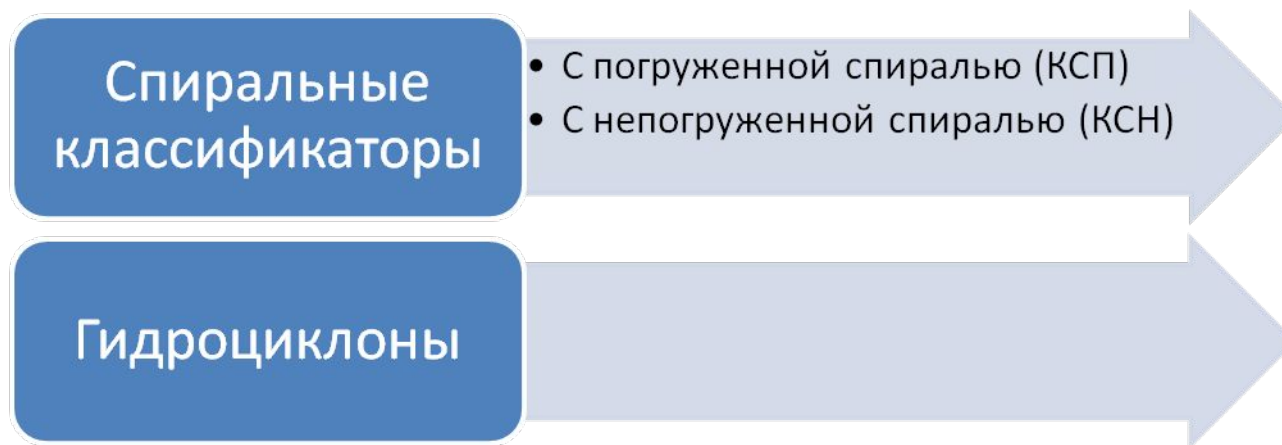 Спиральные
классификаторы
• С погруженной спиралью (КСП)
• С непогруженной спиралью (КСН)
Гидроциклоны